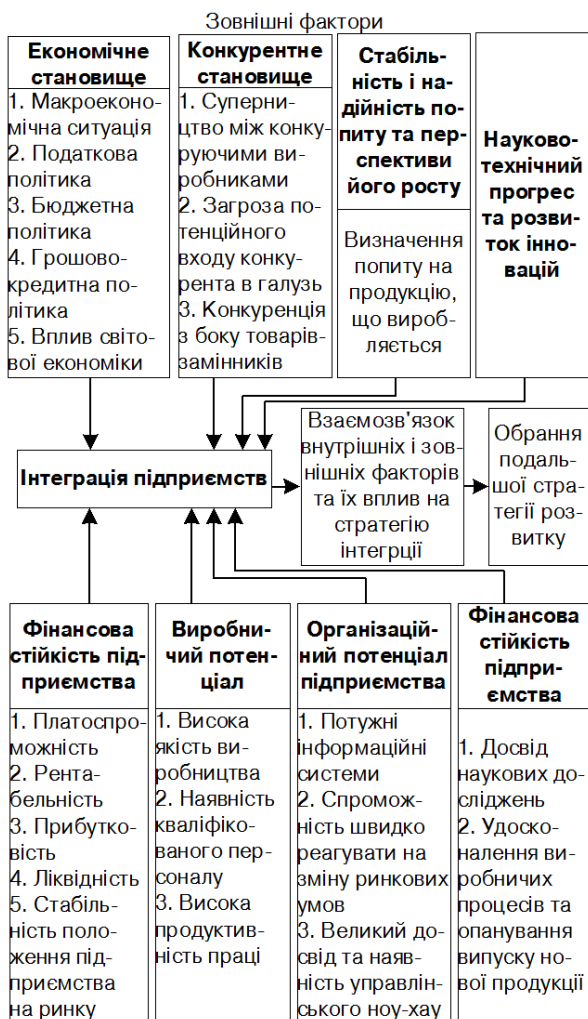 Зовнішні фактори
Економічне
становище
1. Макроеконо-
мічна ситуація
2. Податкова
політика
3. Бюджетна
політика
4. Грошово-
кредитна по-
літика
5. Вплив світо-
вої економіки
Конкурентне
становище
1. Суперни-
цтво між конку-
руючими ви-
робниками
2. Загроза по-
тенційного
входу конку-
рента в галузь
3. Конкуренція
з боку товарів-
замінників
Стабіль-
ність і на-
дійність по-
питу та пер-
спективи
його росту
Визначення
попиту на
продукцію,
що вироб-
ляється
Науково-
технічний
прогрес
та розви-
ток інно-
вацій
Інтеграція підприємств
Взаємозв’язок
внутрішніх і зов-
нішніх факторів
та їх вплив на
стратегію
інтегрції
Обрання
подаль-
шої стра-
тегії роз-
витку
Фінансова
стійкість під-
приємства
1. Платоспро-
можність
2. Рента-
бельність
3. Прибутко-
вість
4. Ліквідність
5. Стабіль-
ність поло-
ження під-
приємства
на ринку
Виробни-
чий потен-
ціал
1. Висока
якість ви-
робництва
2. Наявність
кваліфіко-
ваного пер-
соналу
3. Висока
продуктив-
ність праці
Організацій-
ний потенціал
підприємства
1. Потужні
інформаційні
системи
2. Спромож-
ність швидко
реагувати на
зміну ринкових
умов
3. Великий до-
свід та наяв-
ність управлін-
ського ноу-хау
Фінансова
стійкість
підпри-
ємства
1. Досвід
наукових до-
сліджень
2. Удоско-
налення ви-
робничих
процесів та
опанування
випуску но-
вої продукції